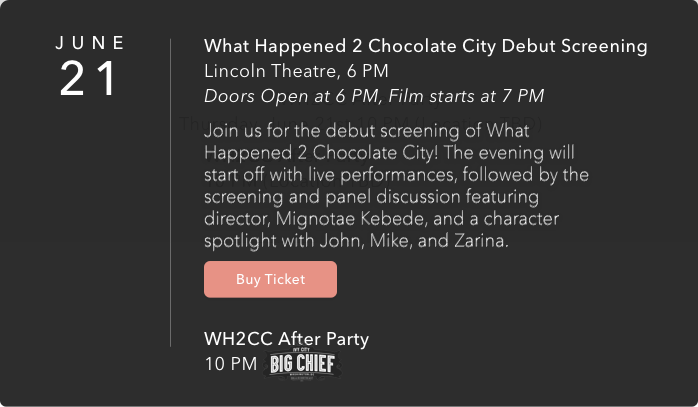 JUNE
21
What Happened 2 Chocolate City Debut Screening
Lincoln Theatre, 6 PM
Doors Open at 6 PM, Film starts at 7 PM
Join us for the debut screening of What
Happened 2 Chocolate City! The evening will
start off with live performances, followed by the
screening and panel discussion featuring
director, Mignotae Kebede, and a character
spotlight with John, Mike, and Zarina.
Buy Ticket
WH2CC After Party
10 PM
BIG CHIEF